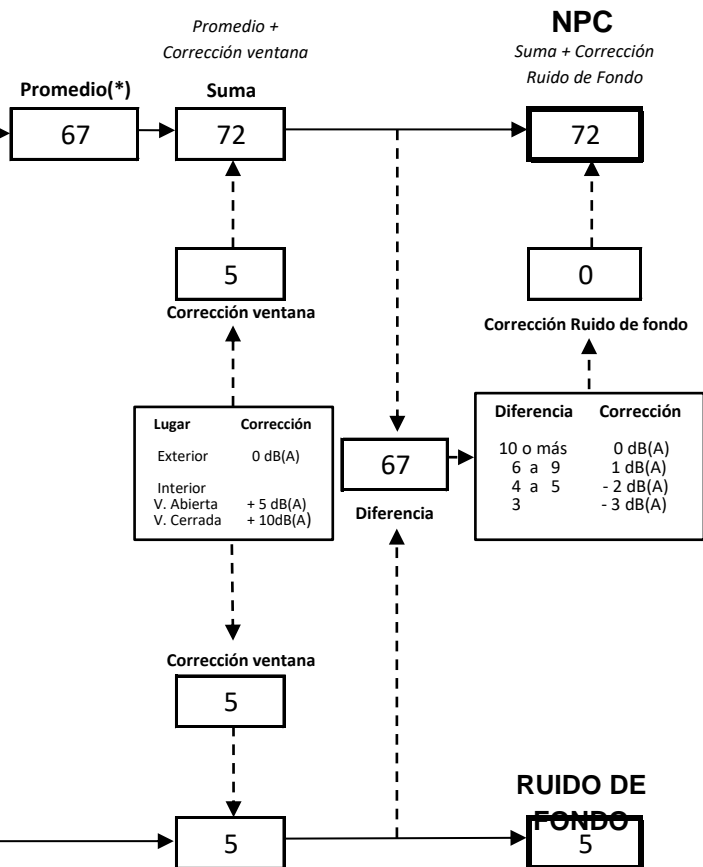 Promedio +
Corrección ventana
NPC
Suma + Corrección
Ruido de Fondo
Promedio(*)
Suma
67
72
72
5
0
Corrección ventana
Corrección Ruido de fondo
Lugar Corrección
Exterior 0 dB(A)
Interior
V. Abierta + 5 dB(A)
V. Cerrada + 10dB(A)
67
Diferencia
Diferencia Corrección
10 o más 0 dB(A)
6 a 9 1 dB(A)
4 a 5 - 2 dB(A)
3 - 3 dB(A)
Corrección ventana
5
5
RUIDO DE
FONDO
5